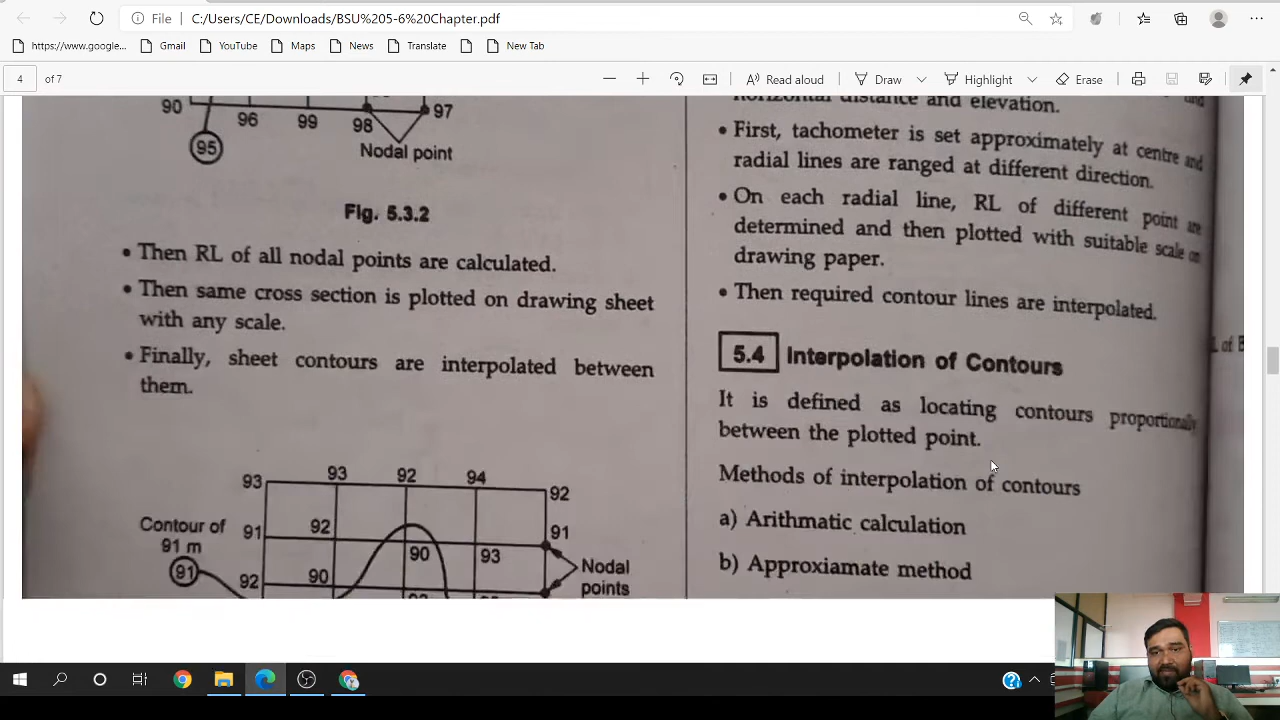 File
C:/Users/CE/Downloads/BSU%205-6%20Chapter.pdf
https://www.google...
Gmail
YouTube
Maps
News
Translate
New Tab
4
of 7
Read aloud
Draw
Highlight
Erase
90
96
99
98
97
95
Nodal point
Fig. 5.3.2
• Then RL of all nodal points are calculated.
• Then same cross section is plotted on drawing sheet
with any scale.
• Finally, sheet contours are interpolated between
them.
93
93
92
94
92
Contour of
91 m
91
91
92
91
90
93
92
90
Nodal
points
horizontal distance and elevation.
• First, tachometer is set approximately at centre and
radial lines are ranged at different direction.
• On each radial line, RL of different point are
determined and then plotted with suitable scale on
drawing paper.
• Then required contour lines are interpolated.
5.4 Interpolation of Contours
It is defined as locating contours proportionally
between the plotted point.
Methods of interpolation of contours
a) Arithmatic calculation
b) Approxiamate method